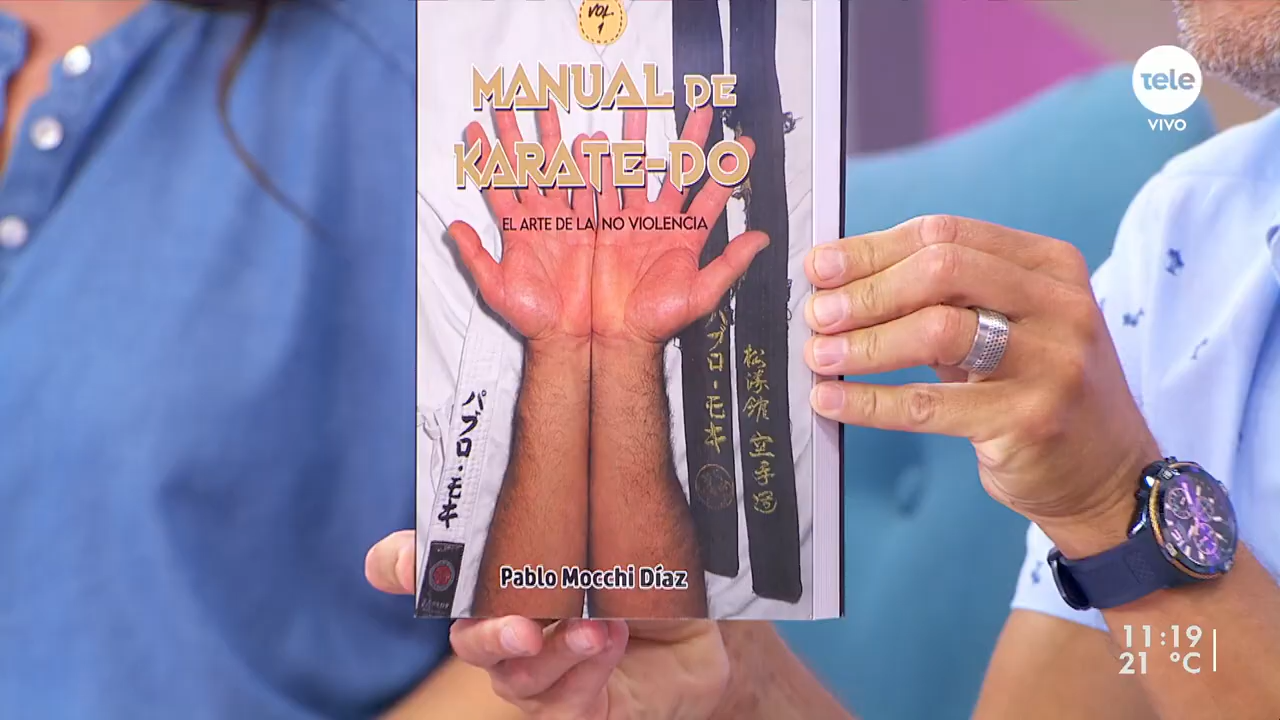 VOL.
1
MANUAL DE
KARATE-DO
EL ARTE DE LA NO VIOLENCIA
パブロ・モキ
パブロ・モキ
松濤館 空手道
Pablo Mocchi Díaz
tele
VIVO
11:19
21 °C